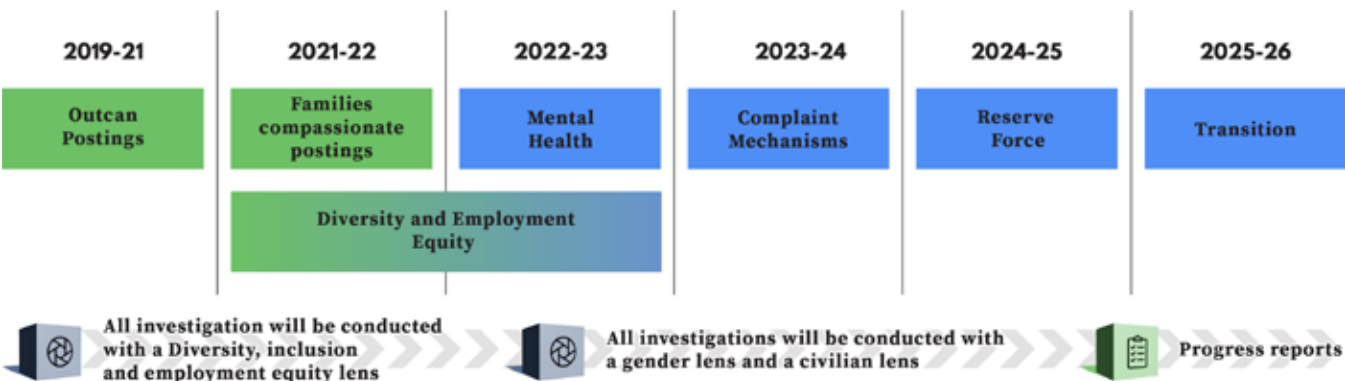 2019-21
2021-22
2022-23
2023-24
2024-25
2025-26
Outcan
Postings
Families
compassionate
postings
Mental
Health
Complaint
Mechanisms
Reserve
Force
Transition
Diversity and Employment
Equity
All investigation will be conducted
with a Diversity, inclusion
and employment equity lens
All investigations will be conducted with
a gender lens and a civilian lens
Progress reports